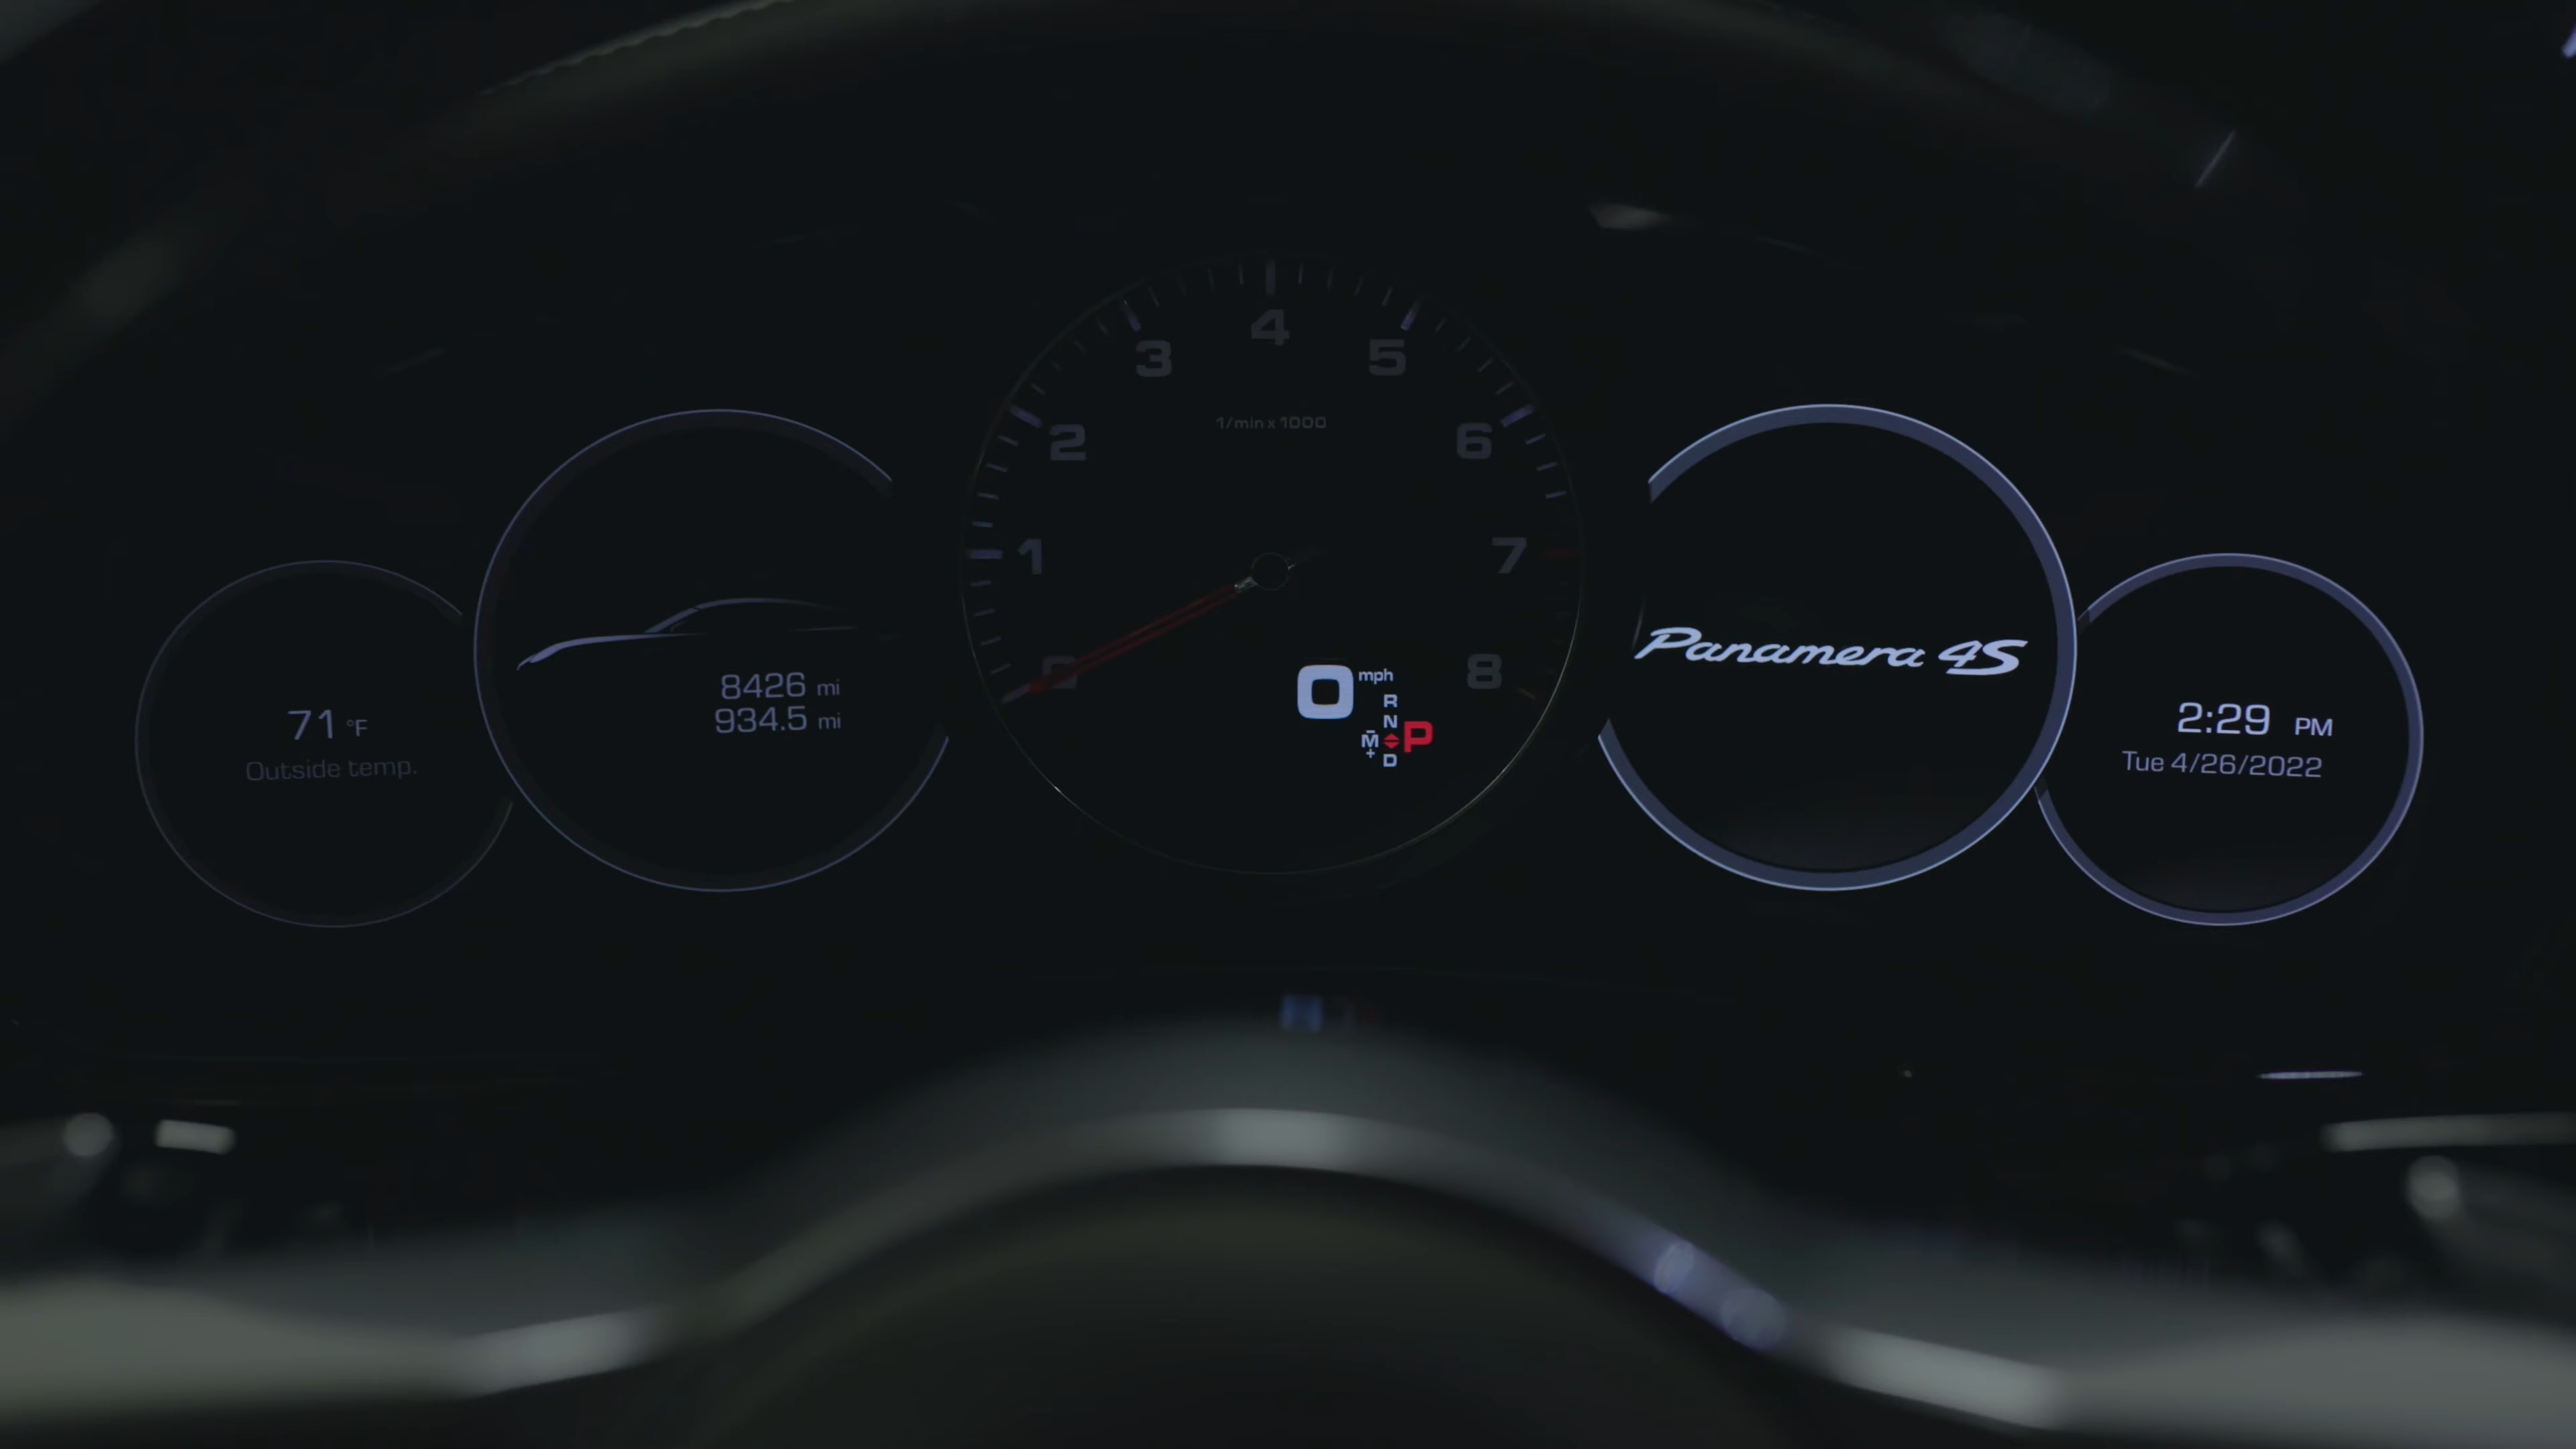 71 °F
Outside temp.
8426 mi
934.5 mi
1
2
3
4
5
6
7
8
1/min x 1000
0 mph
R
N
M P
D
Panamera 4S
2:29 PM
Tue 4/26/2022